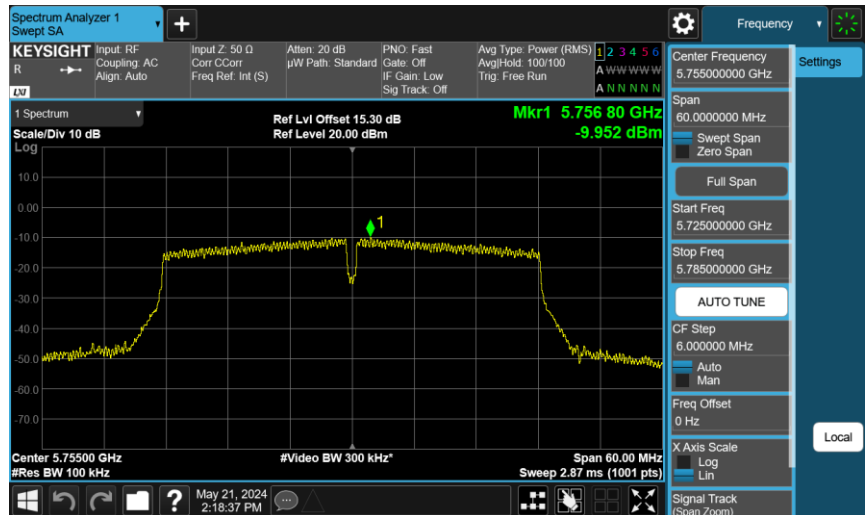 Spectrum Analyzer 1
Swept SA
+
Frequency
KEYSIGHT
R
LXI
Input: RF
Coupling: AC
Align: Auto
Input Z: 50 Ω
Corr CCorr
Freq Ref: Int (S)
Atten: 20 dB
µW Path: Standard
PNO: Fast
Gate: Off
IF Gain: Low
Sig Track: Off
Avg Type: Power (RMS)
Avg|Hold: 100/100
Trig: Free Run
1 2 3 4 5 6
A W W W W W
A N N N N N
1 Spectrum
Scale/Div 10 dB
Log
Ref Lvl Offset 15.30 dB
Ref Level 20.00 dBm
Mkr1 5.756 80 GHz
-9.952 dBm
10.0
0.00
-10.0
-20.0
-30.0
-40.0
-50.0
-60.0
-70.0
1
Center 5.75500 GHz
#Res BW 100 kHz
#Video BW 300 kHz*
Span 60.00 MHz
Sweep 2.87 ms (1001 pts)
?
May 21, 2024
2:18:37 PM
Center Frequency
5.755000000 GHz
Span
60.0000000 MHz
Swept Span
Zero Span
Full Span
Start Freq
5.725000000 GHz
Stop Freq
5.785000000 GHz
AUTO TUNE
CF Step
6.000000 MHz
Auto
Man
Freq Offset
0 Hz
X Axis Scale
Log
Lin
Signal Track
(Span Zoom)
Settings
Local